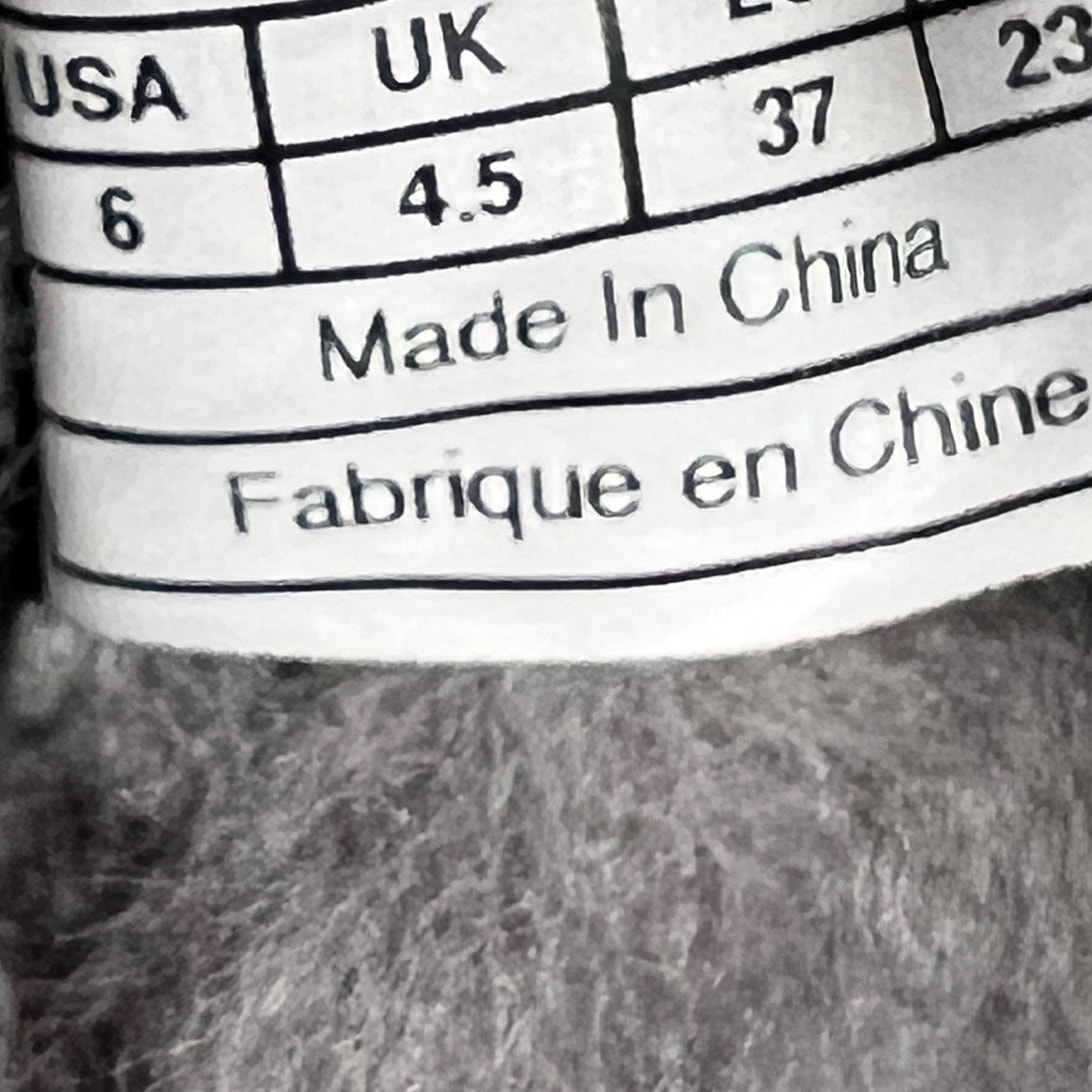 USA UK
6 4.5 37 23
Made In China
Fabrique en Chine